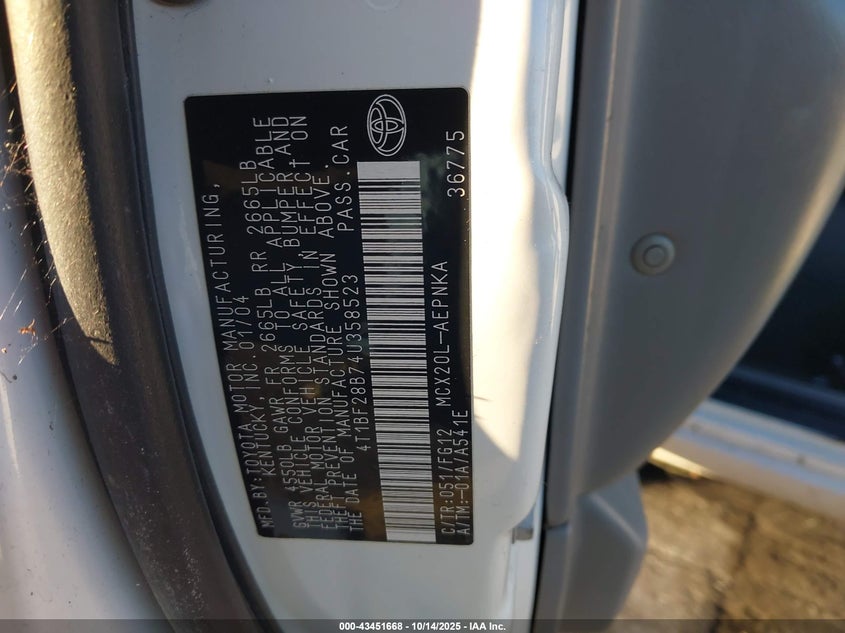 MFD.BY:TOYOTA MOTOR MANUFACTURING,
KENTUCKY, INC. 01/04
GVWR 4550LB GAWR FR 2665LB RR 2665LB
THIS VEHICLE CONFORMS TO ALL APPLICABLE
FEDERAL MOTOR VEHICLE SAFETY, BUMPER AND
THEFT PREVENTION STANDARDS IN EFFECT ON
THE DATE OF MANUFACTURE SHOWN ABOVE.
4T1BF28B74U358523 PASS.CAR
C/TR:051/FG12 MCX20L-AEPNKA
A/TM:-01A/A541E 36775
000-43451668 - 10/14/2025 - IAA Inc.